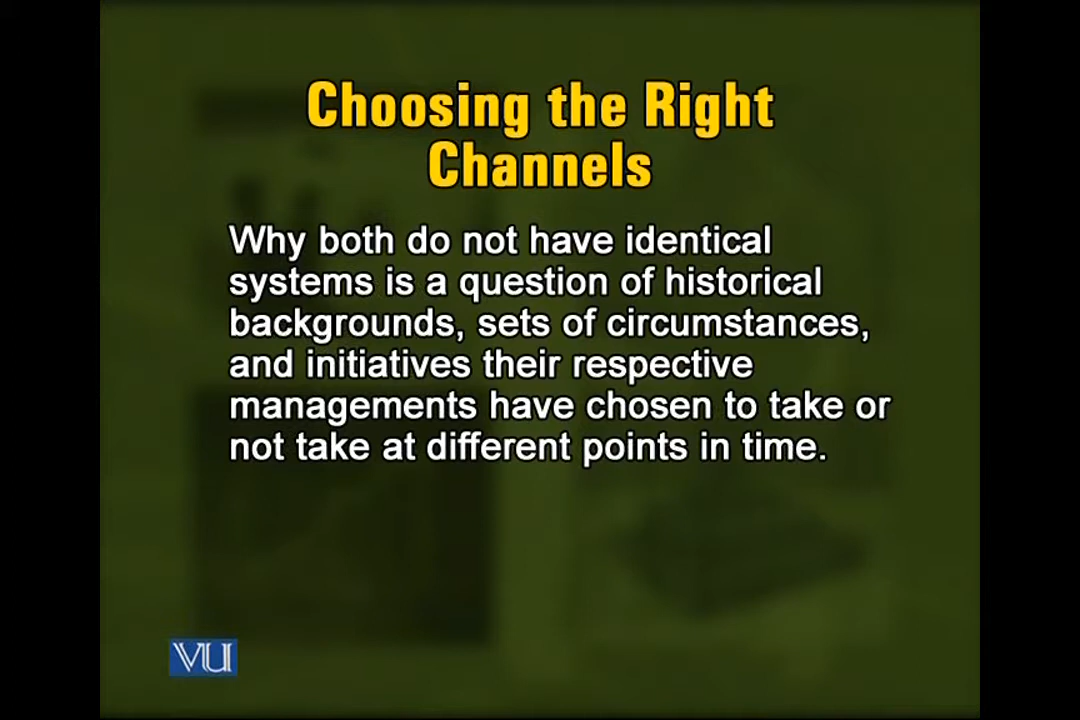 Choosing the Right
Channels
Why both do not have identical
systems is a question of historical
backgrounds, sets of circumstances,
and initiatives their respective
managements have chosen to take or
not take at different points in time.
VU